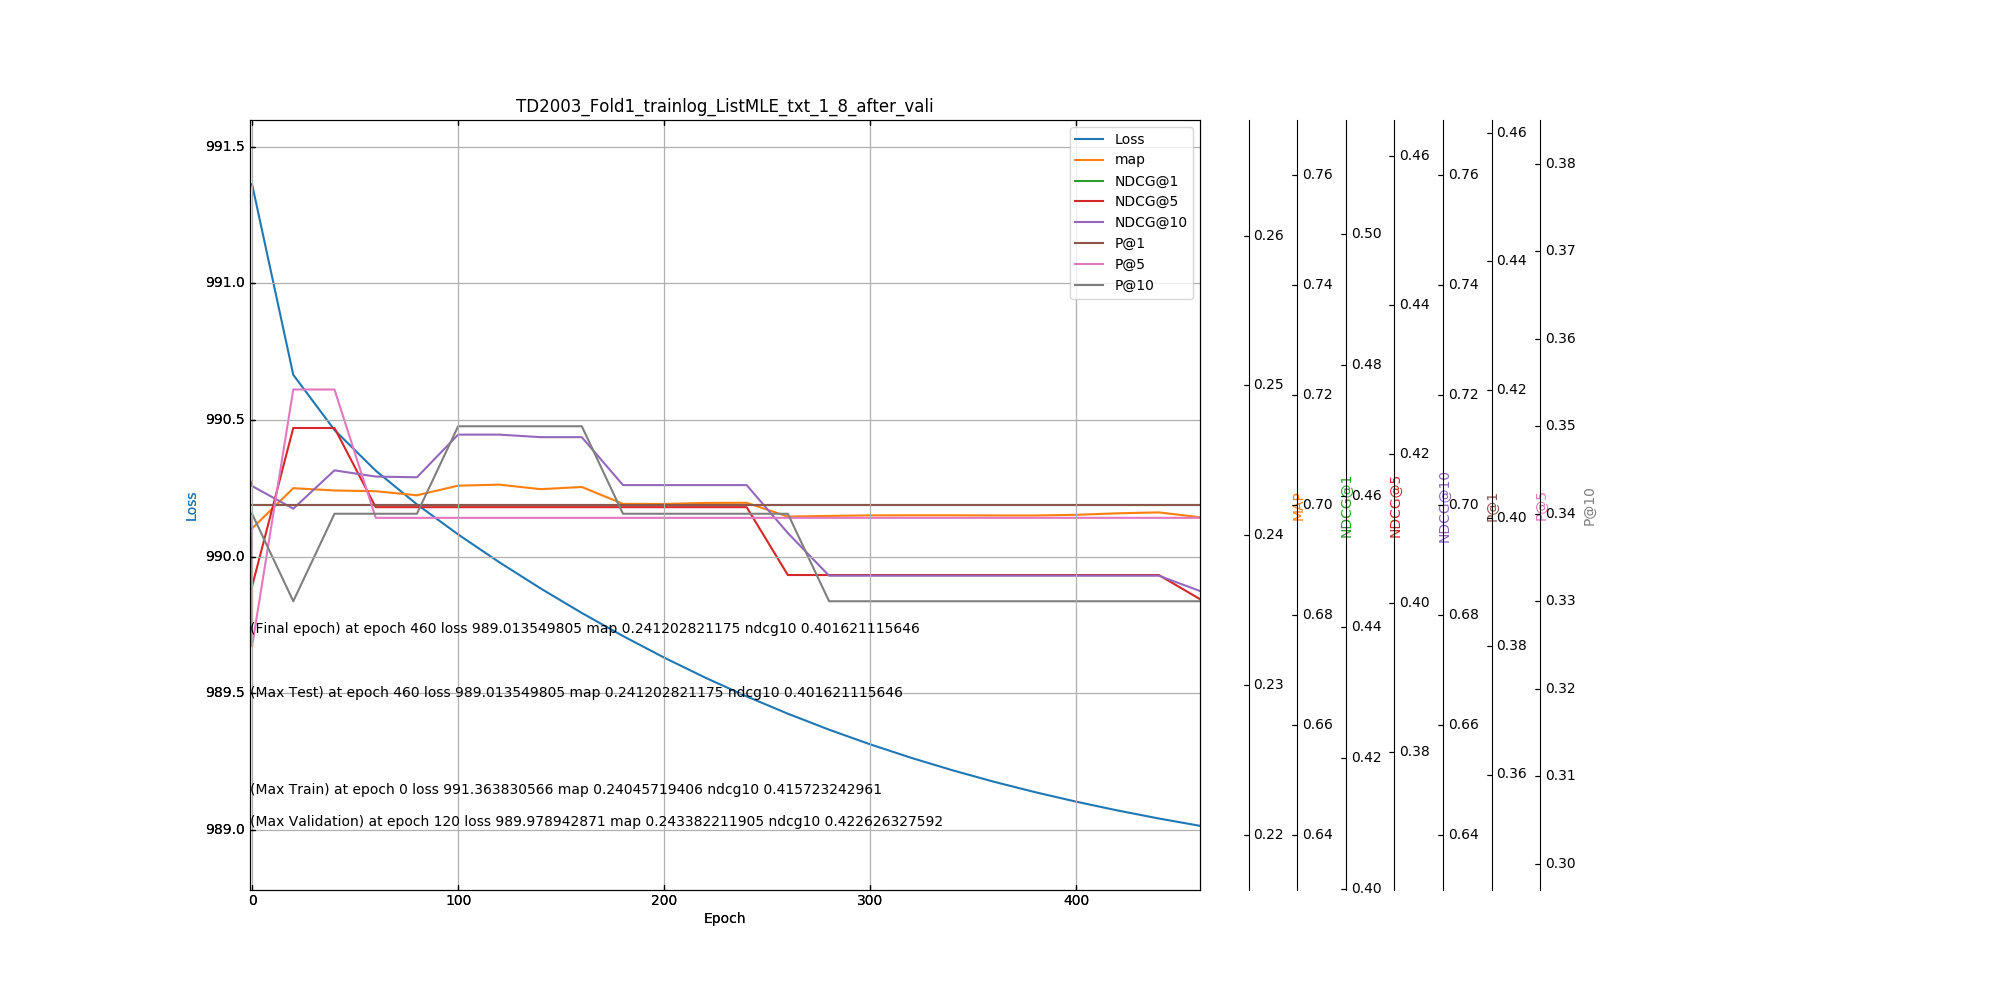 TD2003_Fold1_trainlog_ListMLE_txt_1_8_after_vali
Loss
map
NDCG@1
NDCG@5
NDCG@10
P@1
P@5
P@10
991.5
991.0
990.5
990.0
989.5
989.0
Loss
(Final epoch) at epoch 460 loss 989.013549805 map 0.241202821175 ndcg10 0.401621115646
(Max Test) at epoch 460 loss 989.013549805 map 0.241202821175 ndcg10 0.401621115646
(Max Train) at epoch 0 loss 991.363830566 map 0.24045719406 ndcg10 0.415723242961
(Max Validation) at epoch 120 loss 989.978942871 map 0.243382211905 ndcg10 0.422626327592
0 100 200 300 400
Epoch
0.26
0.25
0.24
0.23
0.22
MAP
0.76
0.74
0.72
0.70
0.68
0.66
0.64
NDCG@1
0.50
0.48
0.46
0.44
0.42
0.40
NDCG@5
0.46
0.44
0.42
0.40
0.38
NDCG@10
0.76
0.74
0.72
0.70
0.68
0.66
0.64
P@1
0.46
0.44
0.42
0.40
0.38
0.36
P@5
0.38
0.37
0.36
0.35
0.34
0.33
0.32
0.31
0.30
P@10